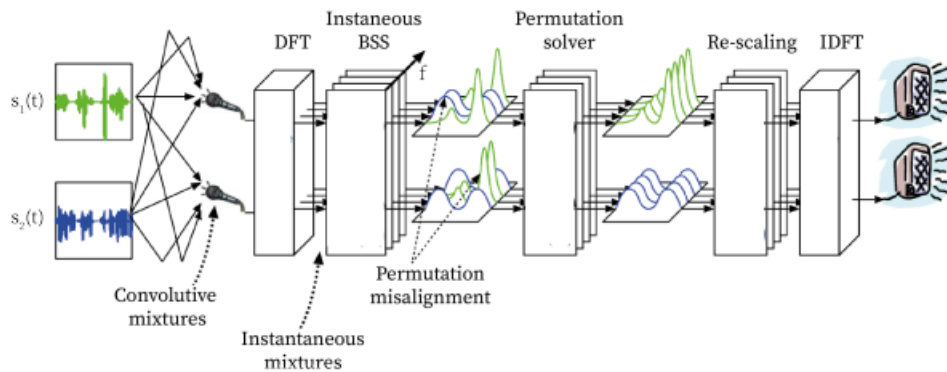 Instaneous
BSS
Permutation
solver
DFT
Re-scaling
IDFT
f
s₁(t)
s₂(t)
Convolutive
mixtures
Permutation
misalignment
Instantaneous
mixtures